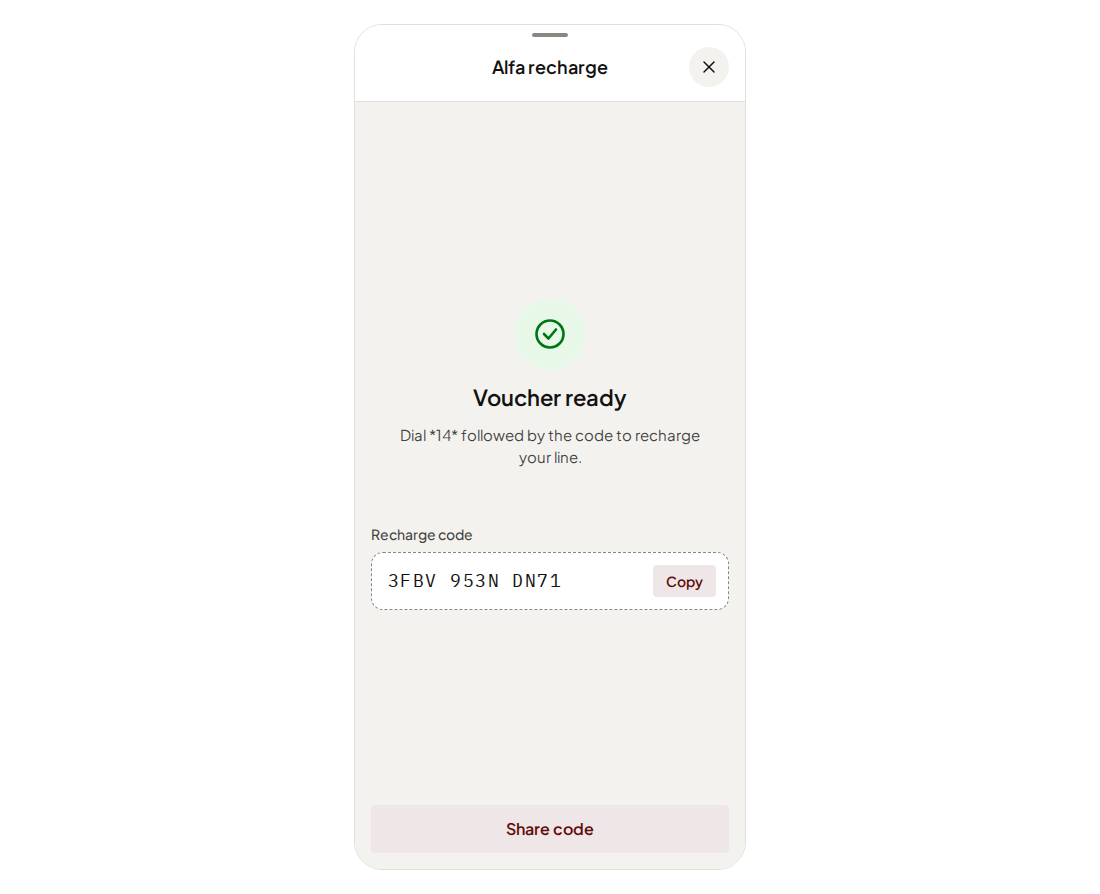 Alfa recharge
Voucher ready
Dial *14* followed by the code to recharge
your line.
Recharge code
3FBV 953N DN71
Copy
Share code